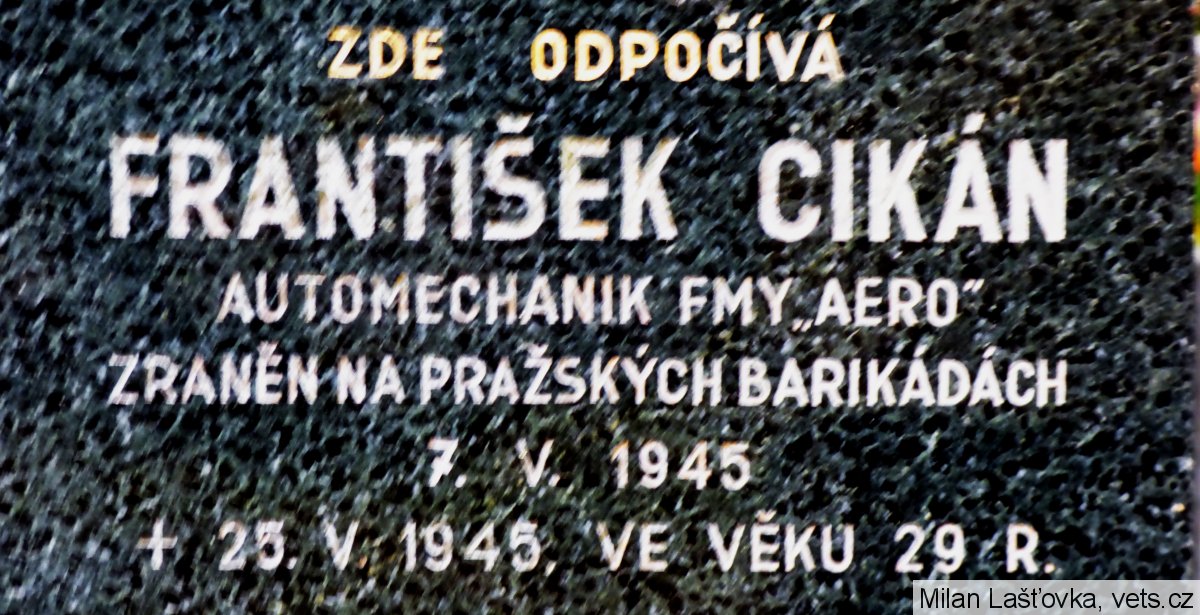 ZDE ODPOČÍVÁ
FRANTIŠEK CIKÁN
AUTOMECHANIK FMY „AERO“
ZRANĚN NA PRAŽSKÝCH BARIKÁDÁCH
7. V. 1945
+ 25. V. 1945. VE VĚKU 29 R.
Milan Lašťovka, vets.cz